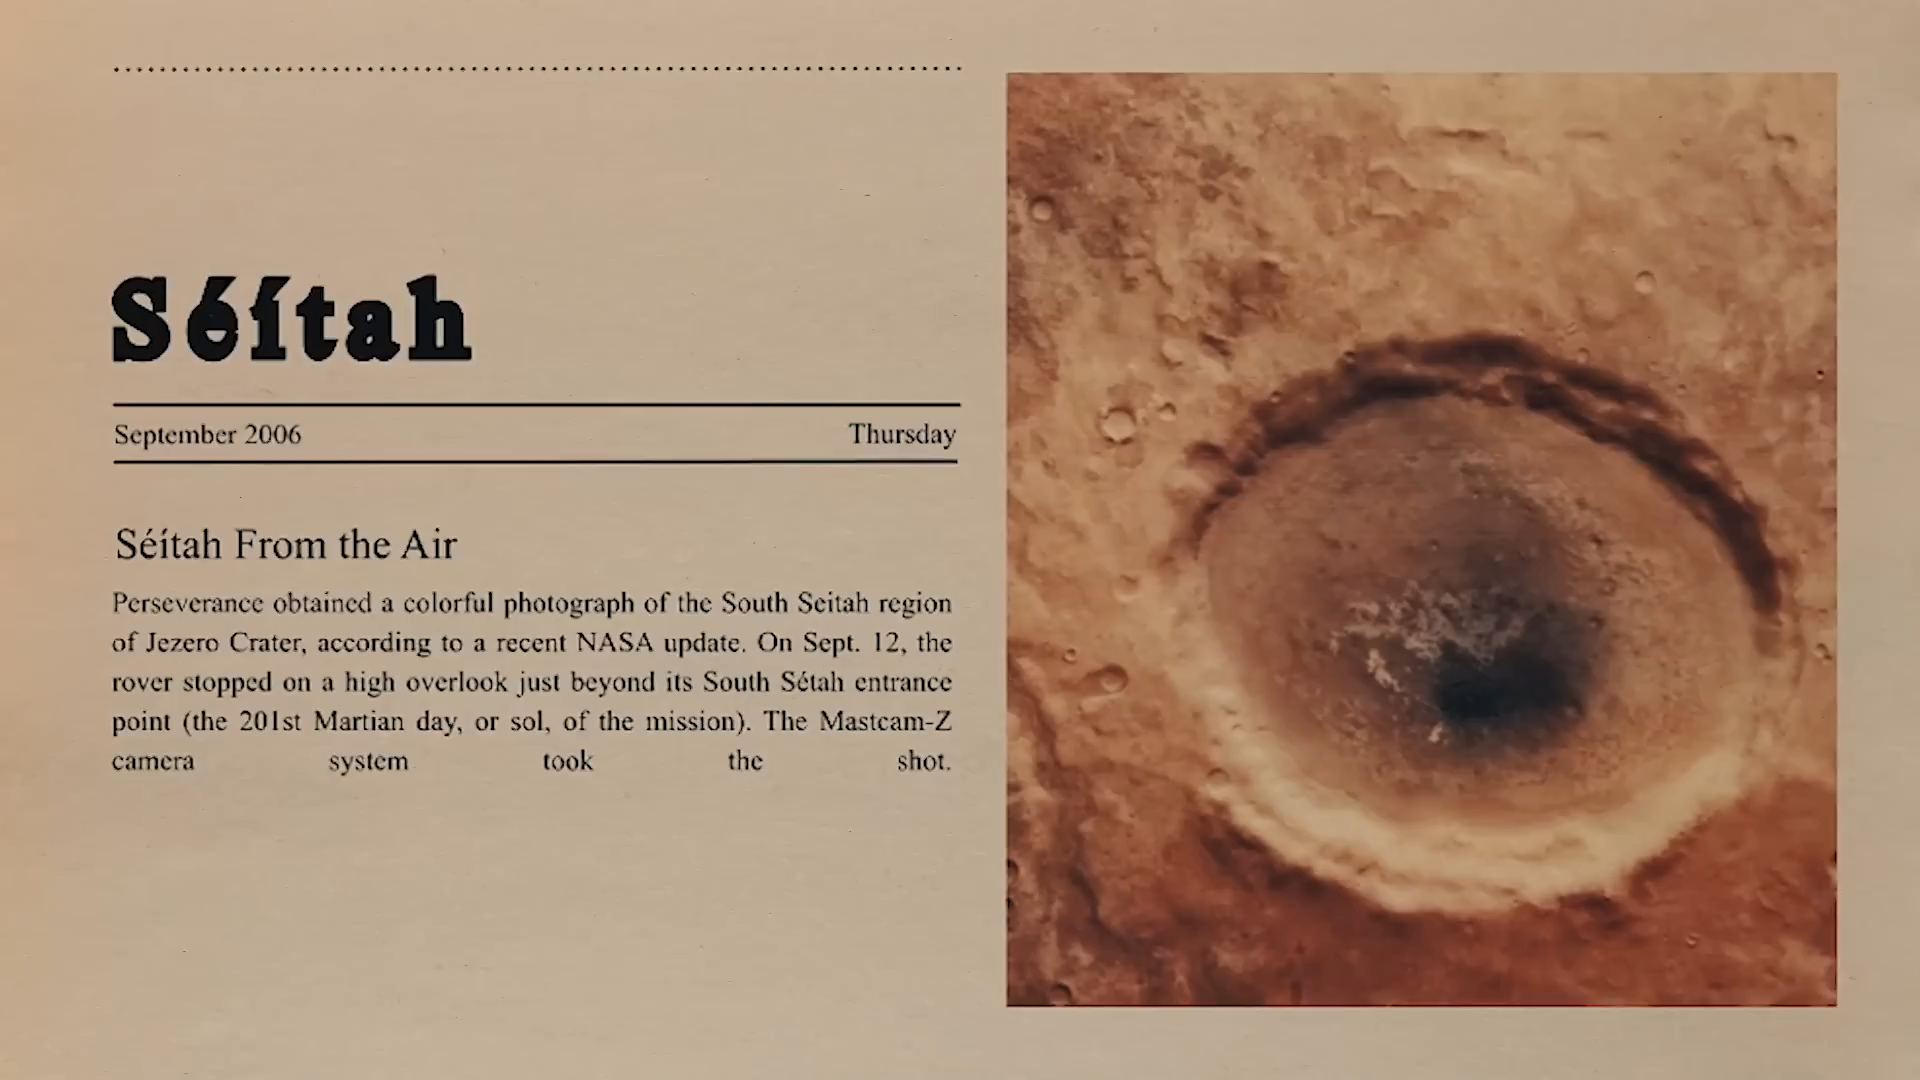 Séítah
September 2006
Thursday
Séítah From the Air
Perseverance obtained a colorful photograph of the South Seitah region
of Jezero Crater, according to a recent NASA update. On Sept. 12, the
rover stopped on a high overlook just beyond its South Sétah entrance
point (the 201st Martian day, or sol, of the mission). The Mastcam-Z
camera system took the shot.